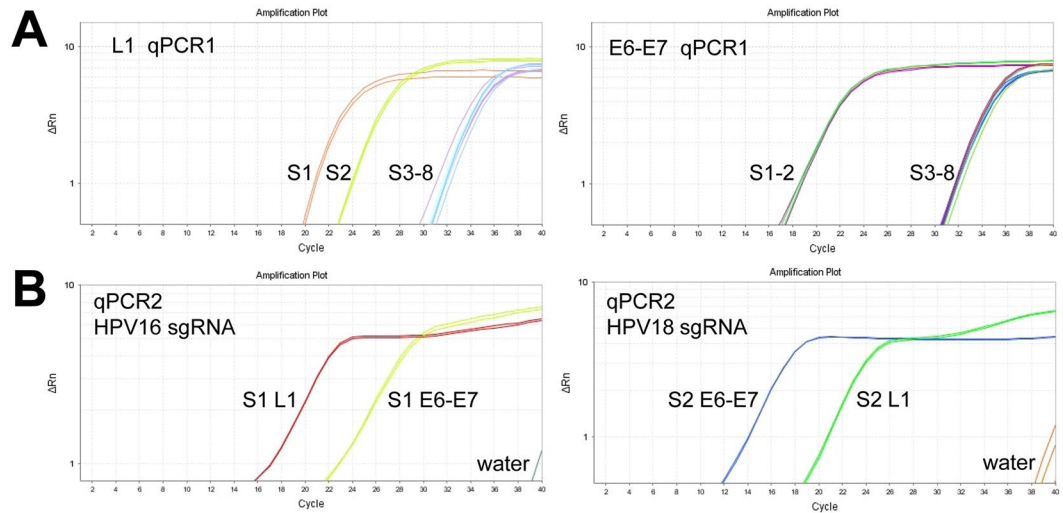 A
Amplification Plot
L1 qPCR1
10
ΔRn
1
S1
S2
S3-8
2 4 6 8 10 12 14 16 18 20 22 24 26 28 30 32 34 36 38 40
Cycle
Amplification Plot
E6-E7 qPCR1
10
ΔRn
1
S1-2
S3-8
2 4 6 8 10 12 14 16 18 20 22 24 26 28 30 32 34 36 38 40
Cycle
B
Amplification Plot
qPCR2
HPV16 sgRNA
10
ΔRn
1
S1 L1
S1 E6-E7
water
2 4 6 8 10 12 14 16 18 20 22 24 26 28 30 32 34 36 38 40
Cycle
Amplification Plot
qPCR2
HPV18 sgRNA
10
ΔRn
1
S2 E6-E7
S2 L1
water
2 4 6 8 10 12 14 16 18 20 22 24 26 28 30 32 34 36 38 40
Cycle